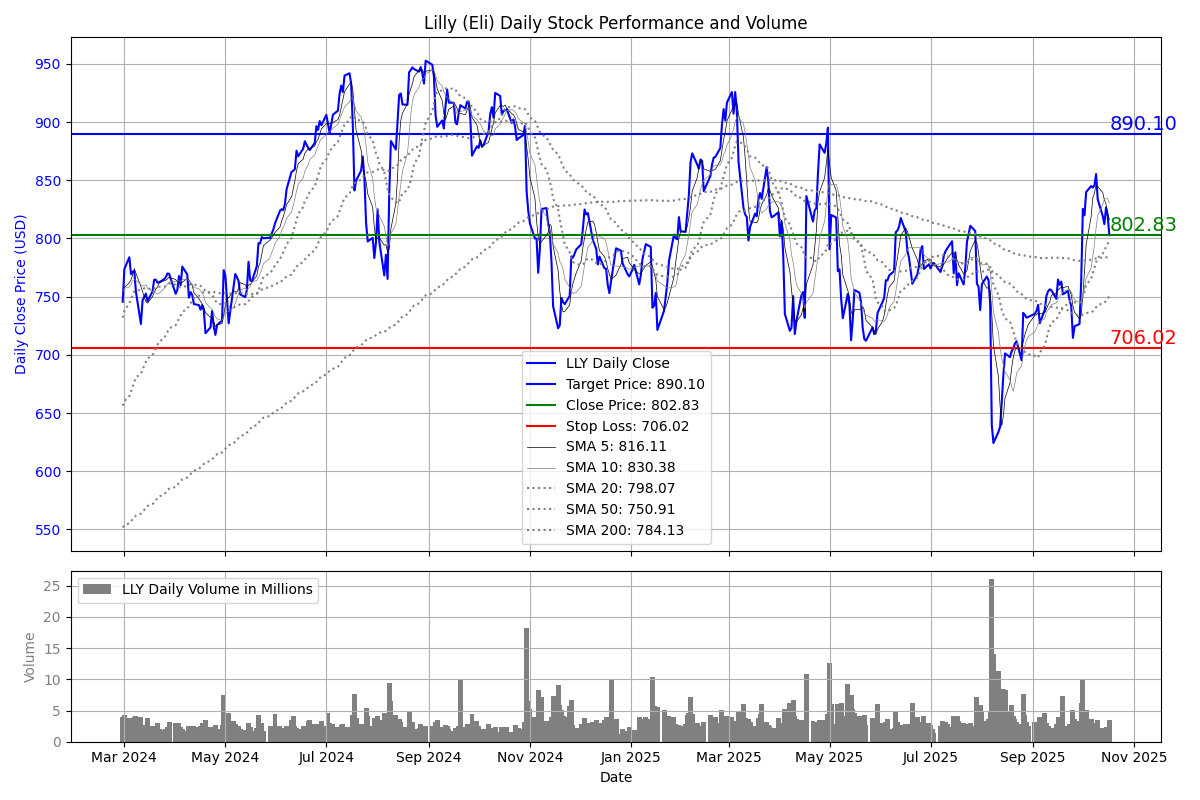 Lilly (Eli) Daily Stock Performance and Volume
Daily Close Price (USD)
950
900
850
800
750
700
650
600
550
890.10
802.83
706.02
LLY Daily Close
Target Price: 890.10
Close Price: 802.83
Stop Loss: 706.02
SMA 5: 816.11
SMA 10: 830.38
SMA 20: 798.07
SMA 50: 750.91
SMA 200: 784.13
Volume
25
20
15
10
5
0
LLY Daily Volume in Millions
Mar 2024
May 2024
Jul 2024
Sep 2024
Nov 2024
Jan 2025
Mar 2025
May 2025
Jul 2025
Sep 2025
Nov 2025
Date